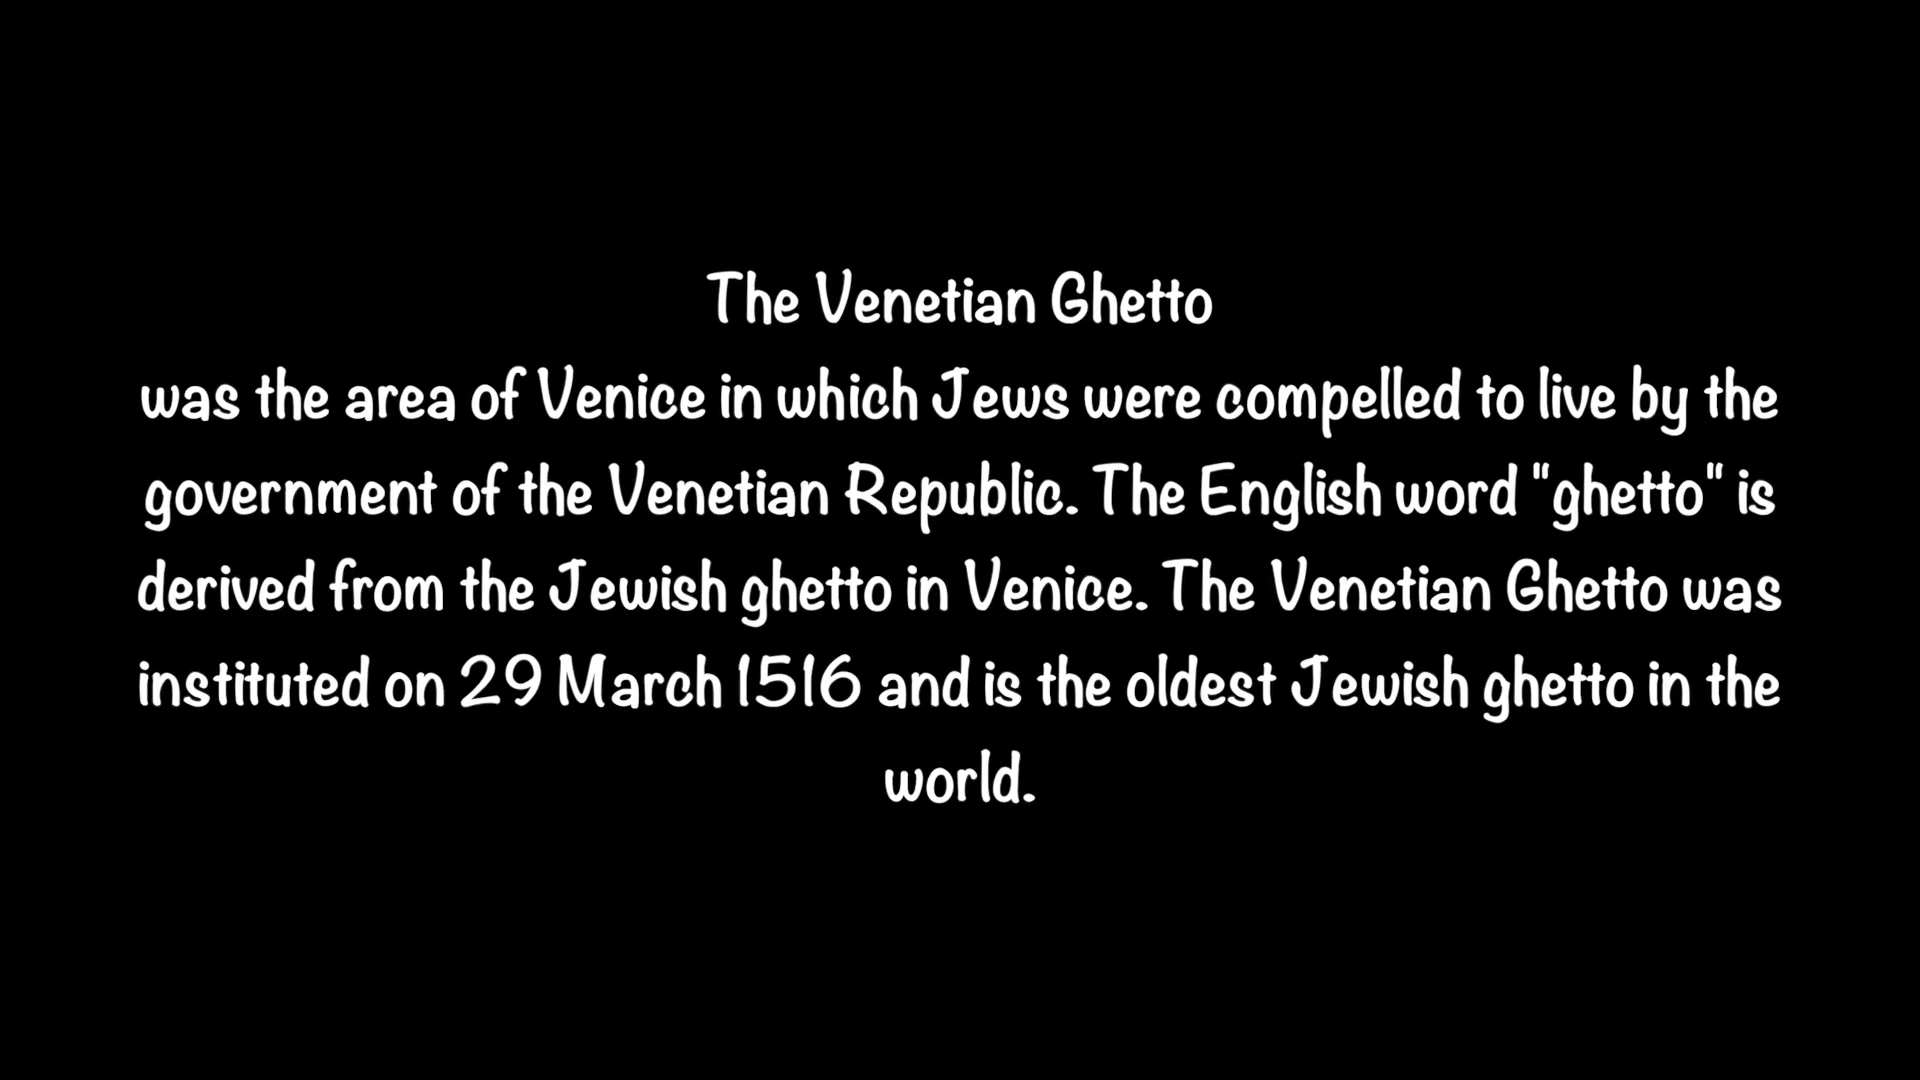 The Venetian Ghetto
was the area of Venice in which Jews were compelled to live by the
government of the Venetian Republic. The English word "ghetto" is
derived from the Jewish ghetto in Venice. The Venetian Ghetto was
instituted on 29 March 1516 and is the oldest Jewish ghetto in the
world.